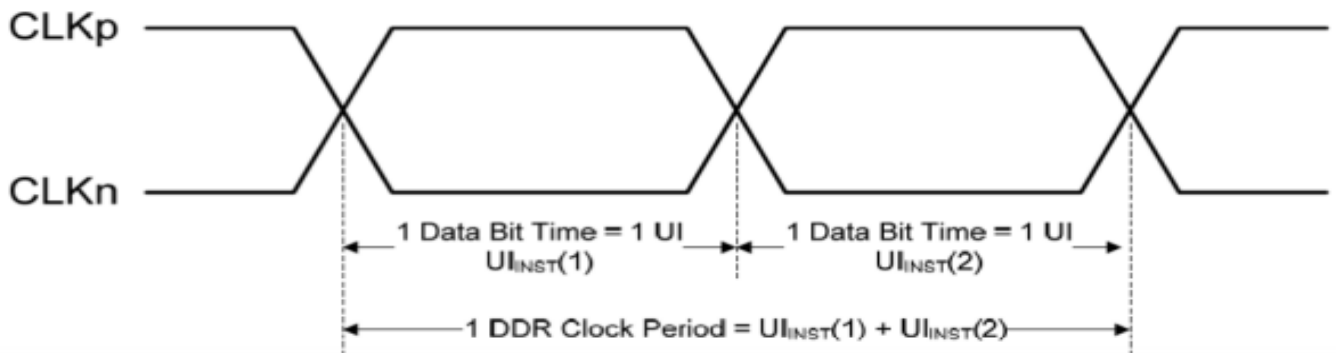 CLKp
CLKn
1 Data Bit Time = 1 UI
UIINST(1)
1 Data Bit Time = 1 UI
UIINST(2)
1 DDR Clock Period = UIINST(1) + UIINST(2)